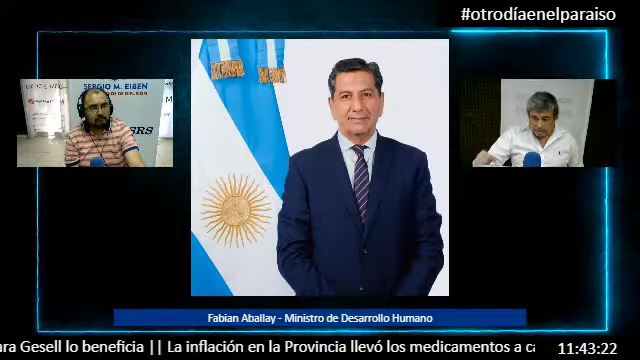 #otrodíaenelparaiso
SERGIO M. EIBEN
Fabian Aballay - Ministro de Desarrollo Humano
ara Gesell lo beneficia || La inflación en la Provincia llevó los medicamentos a ca
11:43:22